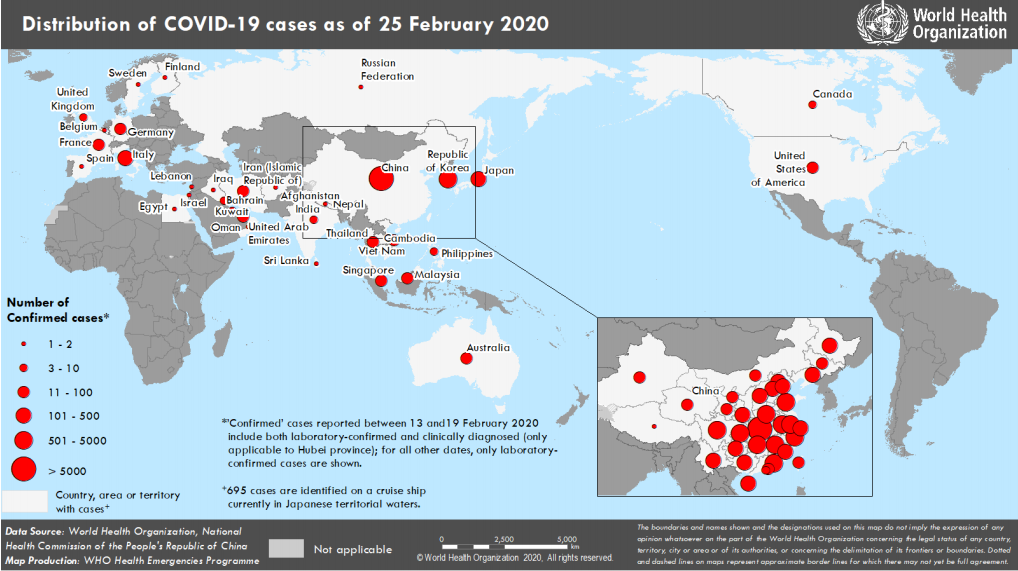 Distribution of COVID-19 cases as of 25 February 2020
World Health
Organization
Finland
Sweden
Russian
Federation
United
Kingdom
Belgium
Germany
France
Spain
Italy
Lebanon
Iraq
Iran (Islamic
Republic of)
Israel
Egypt
Bahrain
Kuwait
Oman
United Arab
Emirates
Afghanistan
Nepal
India
Sri Lanka
China
Republic
of Korea
Japan
Thailand
Cambodia
Viet Nam
Philippines
Singapore
Malaysia
Australia
Canada
United
States
of America
China
Number of
Confirmed cases*
1 - 2
3 - 10
11 - 100
101 - 500
501 - 5000
> 5000
Country, area or territory
with cases+
*'Confirmed' cases reported between 13 and19 February 2020
include both laboratory-confirmed and clinically diagnosed (only
applicable to Hubei province); for all other dates, only laboratory-
confirmed cases are shown.
+695 cases are identified on a cruise ship
currently in Japanese territorial waters.
Data Source: World Health Organization, National
Health Commission of the People's Republic of China
Map Production: WHO Health Emergencies Programme
Not applicable
0 2,500 5,000
km
© World Health Organization 2020, All rights reserved.
The boundaries and names shown and the designations used on this map do not imply the expression of any
opinion whatsoever on the part of the World Health Organization concerning the legal status of any country,
territory, city or area or of its authorities, or concerning the delimitation of its frontiers or boundaries. Dotted
and dashed lines on maps represent approximate border lines for which there may not yet be full agreement.